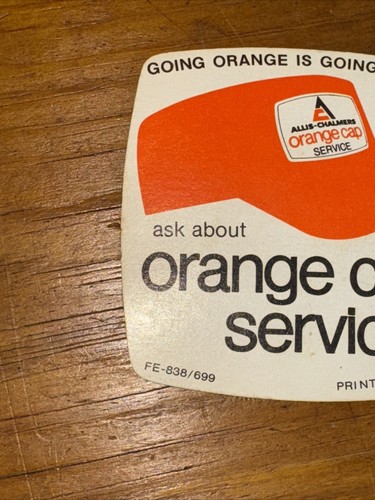 GOING ORANGE IS GOING
ALLIS-CHALMERS
orange cap
SERVICE
ask about
orange c
servic
FE-838/699
PRINT